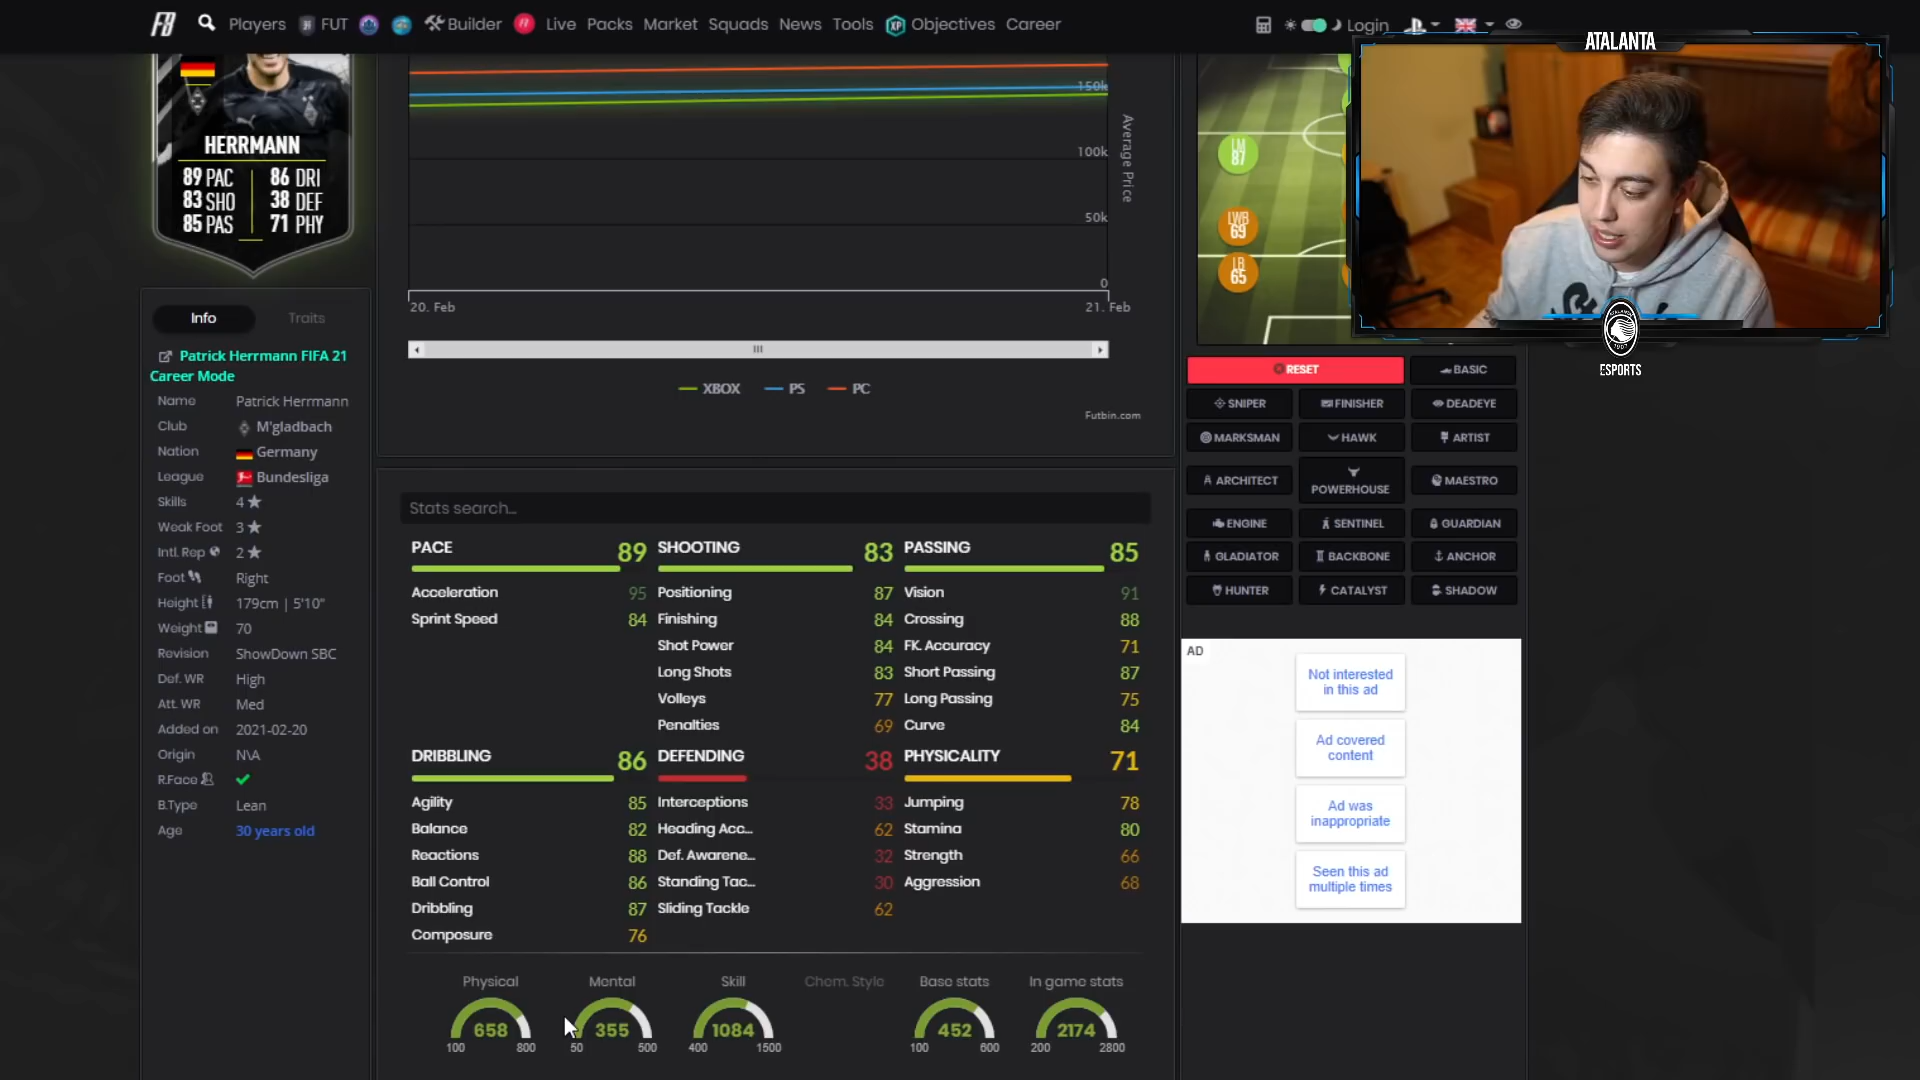 Players FUT Builder Live Packs Market Squads News Tools XP Objectives Career Login
ATALANTA
HERRMANN
89 PAC 86 DRI
83 SHO 38 DEF
85 PAS 71 PHY
150k
100k
50k
0
Average Price
20. Feb 21. Feb
XBOX PS PC
Futbin.com
LM
87
LWB
69
LB
65
1907
ESPORTS
Info Traits
Patrick Herrmann FIFA 21
Career Mode
Name Patrick Herrmann
Club M'gladbach
Nation Germany
League Bundesliga
Skills 4
Weak Foot 3
Intl. Rep 2
Foot Right
Height 179cm | 5'10"
Weight 70
Revision ShowDown SBC
Def. WR High
Att. WR Med
Added on 2021-02-20
Origin N\A
R.Face
B.Type Lean
Age 30 years old
Stats search...
PACE 89 SHOOTING 83 PASSING 85
Acceleration 95 Positioning 87 Vision 91
Sprint Speed 84 Finishing 84 Crossing 88
Shot Power 84 FK. Accuracy 71
Long Shots 83 Short Passing 87
Volleys 77 Long Passing 75
Penalties 69 Curve 84
DRIBBLING 86 DEFENDING 38 PHYSICALITY 71
Agility 85 Interceptions 33 Jumping 78
Balance 82 Heading Acc... 62 Stamina 80
Reactions 88 Def. Awarene... 32 Strength 66
Ball Control 86 Standing Tac... 30 Aggression 68
Dribbling 87 Sliding Tackle 62
Composure 76
Physical Mental Skill Chem. Style Base stats In game stats
658 355 1084 452 2174
100 800 50 500 400 1500 100 600 200 2800
RESET BASIC
SNIPER FINISHER DEADEYE
MARKSMAN HAWK ARTIST
ARCHITECT POWERHOUSE MAESTRO
ENGINE SENTINEL GUARDIAN
GLADIATOR BACKBONE ANCHOR
HUNTER CATALYST SHADOW
AD
Not interested
in this ad
Ad covered
content
Ad was
inappropriate
Seen this ad
multiple times